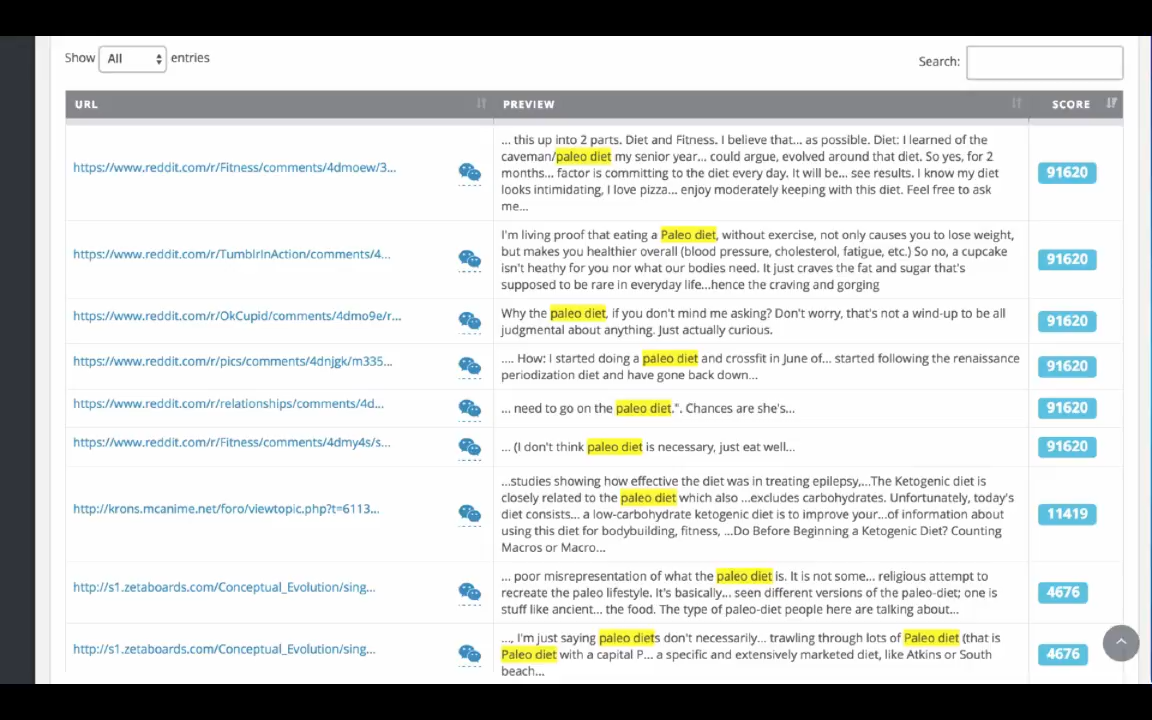 Show All entries
Search:
URL PREVIEW SCORE
https://www.reddit.com/r/Fitness/comments/4dmoew/3...
... this up into 2 parts. Diet and Fitness. I believe that... as possible. Diet: I learned of the
caveman/paleo diet my senior year... could argue, evolved around that diet. So yes, for 2
months... factor is committing to the diet every day. It will be... see results. I know my diet
looks intimidating, I love pizza... enjoy moderately keeping with this diet. Feel free to ask
me...
91620
https://www.reddit.com/r/TumblrInAction/comments/4...
I'm living proof that eating a Paleo diet, without exercise, not only causes you to lose weight,
but makes you healthier overall (blood pressure, cholesterol, fatigue, etc.) So no, a cupcake
isn't heathy for you nor what our bodies need. It just craves the fat and sugar that's
supposed to be rare in everyday life...hence the craving and gorging
91620
https://www.reddit.com/r/OkCupid/comments/4dmo9e/r...
Why the paleo diet, if you don't mind me asking? Don't worry, that's not a wind-up to be all
judgmental about anything. Just actually curious.
91620
https://www.reddit.com/r/pics/comments/4dnjgk/m335...
.... How: I started doing a paleo diet and crossfit in June of... started following the renaissance
periodization diet and have gone back down...
91620
https://www.reddit.com/r/relationships/comments/4d...
... need to go on the paleo diet.". Chances are she's...
91620
https://www.reddit.com/r/Fitness/comments/4dmy4s/s...
... (I don't think paleo diet is necessary, just eat well...
91620
http://krons.mcanime.net/foro/viewtopic.php?t=6113...
...studies showing how effective the diet was in treating epilepsy,...The Ketogenic diet is
closely related to the paleo diet which also ...excludes carbohydrates. Unfortunately, today's
diet consists... a low-carbohydrate ketogenic diet is to improve your...of information about
using this diet for bodybuilding, fitness, ...Do Before Beginning a Ketogenic Diet? Counting
Macros or Macro...
11419
http://s1.zetaboards.com/Conceptual_Evolution/sing...
... poor misrepresentation of what the paleo diet is. It is not some... religious attempt to
recreate the paleo lifestyle. It's basically... seen different versions of the paleo-diet; one is
stuff like ancient... the food. The type of paleo-diet people here are talking about...
4676
http://s1.zetaboards.com/Conceptual_Evolution/sing...
..., I'm just saying paleo diets don't necessarily... trawling through lots of Paleo diet (that is
Paleo diet with a capital P... a specific and extensively marketed diet, like Atkins or South
beach...
4676